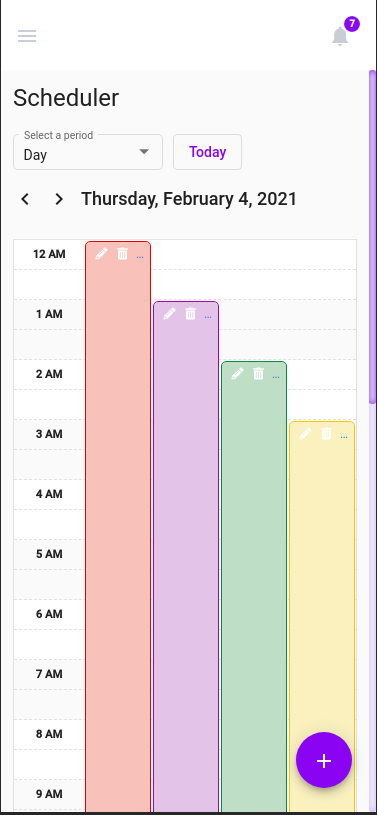 7
Scheduler
Select a period
Day
Today
Thursday, February 4, 2021
12 AM
...
1 AM
...
2 AM
...
3 AM
...
4 AM
5 AM
6 AM
7 AM
8 AM
9 AM